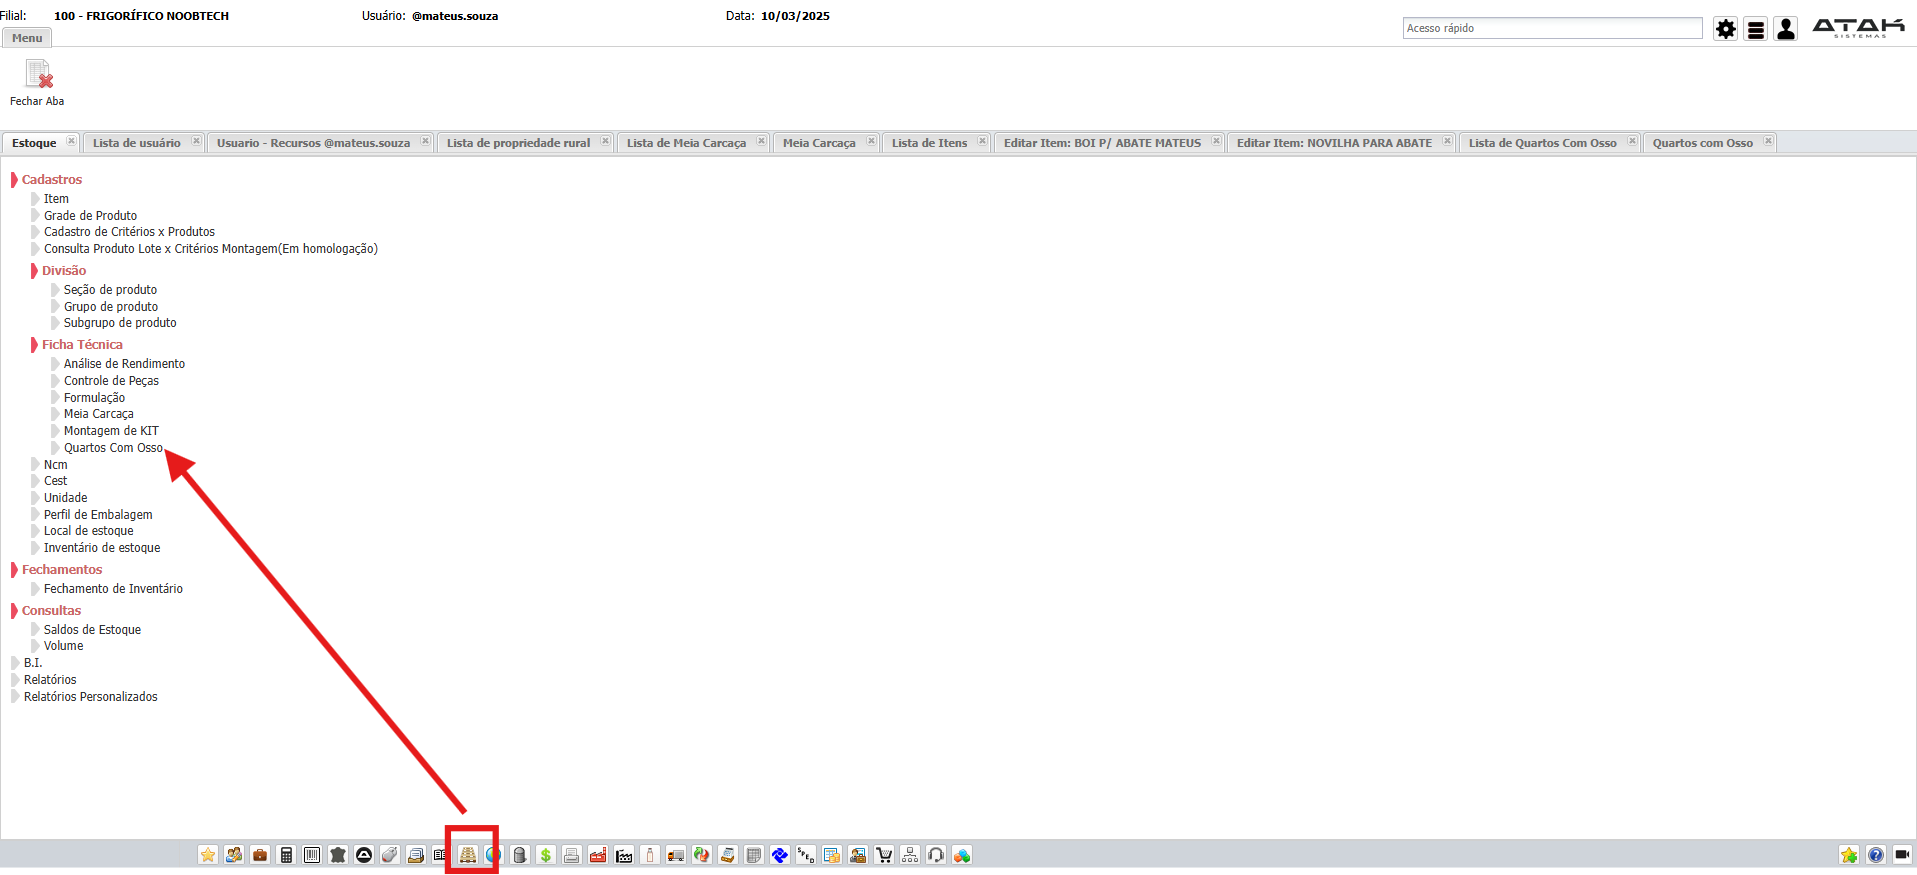 Filial: 100 - FRIGORÍFICO NOOBTECH Usuário: @mateus.souza Data: 10/03/2025
Menu
Acesso rápido
ATAK
SISTEMAS
Fechar Aba
Estoque Lista de usuário Usuario - Recursos @mateus.souza Lista de propriedade rural Lista de Meia Carcaça Meia Carcaça Lista de Itens Editar Item: BOI P/ ABATE MATEUS Editar Item: NOVILHA PARA ABATE Lista de Quartos Com Osso Quartos com Osso
Cadastros
Item
Grade de Produto
Cadastro de Critérios x Produtos
Consulta Produto Lote x Critérios Montagem(Em homologação)
Divisão
Seção de produto
Grupo de produto
Subgrupo de produto
Ficha Técnica
Análise de Rendimento
Controle de Peças
Formulação
Meia Carcaça
Montagem de KIT
Quartos Com Osso
Ncm
Cest
Unidade
Perfil de Embalagem
Local de estoque
Inventário de estoque
Fechamentos
Fechamento de Inventário
Consultas
Saldos de Estoque
Volume
B.I.
Relatórios
Relatórios Personalizados
SPED